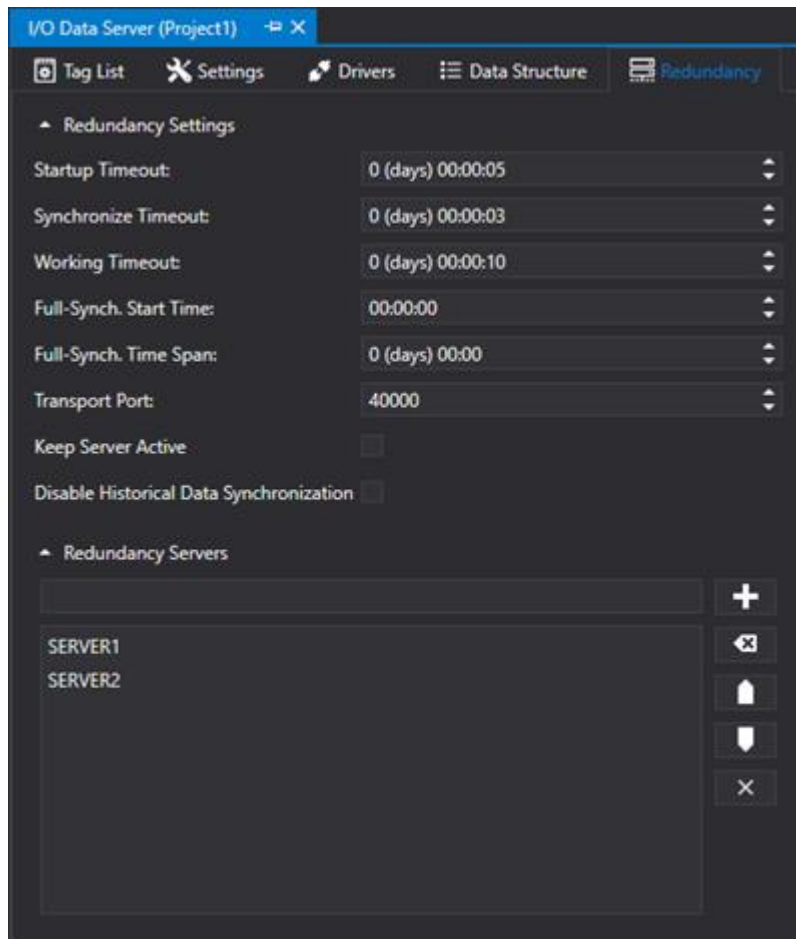 I/O Data Server (Project1)
Tag List Settings Drivers Data Structure Redundancy
Redundancy Settings
Startup Timeout: 0 (days) 00:00:05
Synchronize Timeout: 0 (days) 00:00:03
Working Timeout: 0 (days) 00:00:10
Full-Synch. Start Time: 00:00:00
Full-Synch. Time Span: 0 (days) 00:00
Transport Port: 40000
Keep Server Active
Disable Historical Data Synchronization
Redundancy Servers
SERVER1
SERVER2